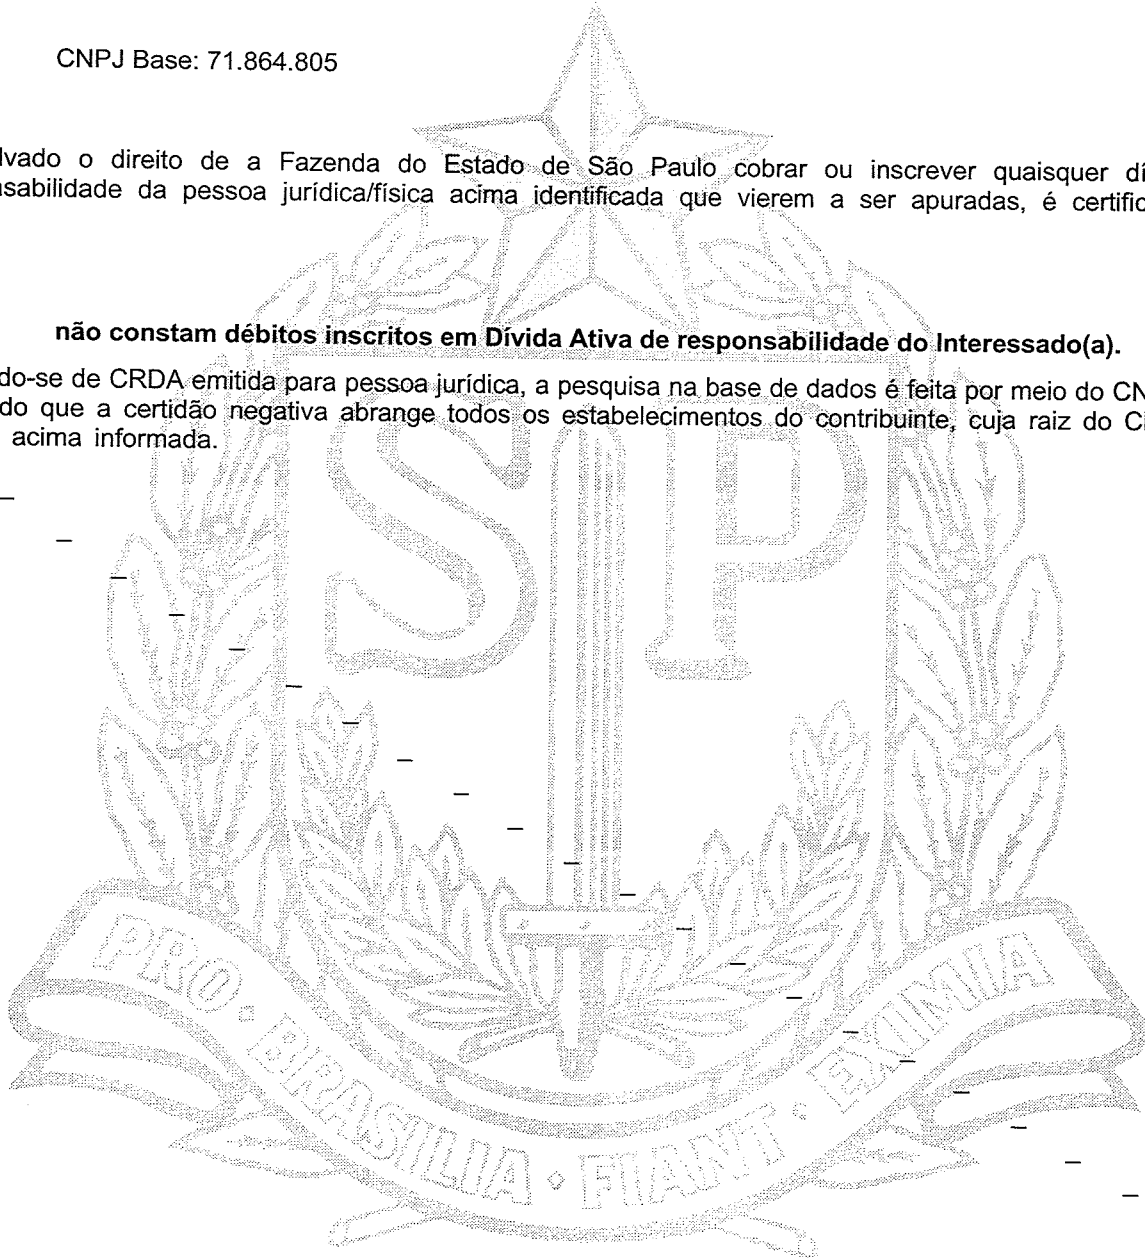 CNPJ Base: 71.864.805
lvado o direito de a Fazenda do Estado de São Paulo cobrar ou inscrever quaisquer dí
nsabilidade da pessoa jurídica/física acima identificada que vierem a ser apuradas, é certific
não constam débitos inscritos em Dívida Ativa de responsabilidade do Interessado(a).
do-se de CRDA emitida para pessoa jurídica, a pesquisa na base de dados é feita por meio do CN
do que a certidão negativa abrange todos os estabelecimentos do contribuinte, cuja raiz do C
acima informada.
SP
PRO · BRASILIA · FIANT · EXIMIA